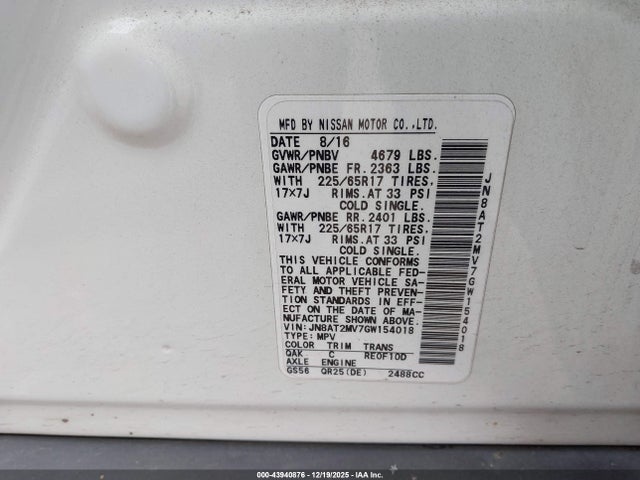 MFD BY NISSAN MOTOR CO.,LTD.
DATE 8/16
GVWR/PNBV 4679 LBS.
GAWR/PNBE FR. 2363 LBS.
WITH 225/65R17 TIRES,
17×7J RIMS. AT 33 PSI
COLD SINGLE.
GAWR/PNBE RR. 2401 LBS.
WITH 225/65R17 TIRES,
17×7J RIMS. AT 33 PSI
COLD SINGLE.
THIS VEHICLE CONFORMS
TO ALL APPLICABLE FED-
ERAL MOTOR VEHICLE SA-
FETY AND THEFT PREVEN-
TION STANDARDS IN EFF-
ECT ON THE DATE OF MA-
NUFACTURE SHOWN ABOVE.
VIN: JN8AT2MV7GW154018
TYPE: MPV
COLOR TRIM TRANS
QAK C RE0F10D
AXLE ENGINE
GS56 QR25(DE) 2488CC
JN8AT2MV7GW154018
000-43940876 • 12/19/2025 • IAA Inc.